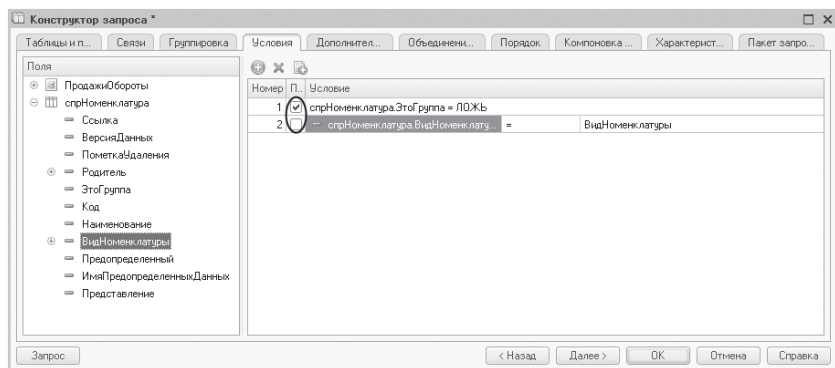 Конструктор запроса *
Таблицы и п... Связи Группировка Условия Дополнител... Объединени... Порядок Компоновка ... Характерист... Пакет запро...
Поля
Номер П.. Условие
ПродажиОбороты
1 спрНоменклатура.ЭтоГруппа = ЛОЖЬ
спрНоменклатура
2 спрНоменклатура.ВидНоменклату... = ВидНоменклатуры
Ссылка
ВерсияДанных
ПометкаУдаления
Родитель
ЭтоГруппа
Код
Наименование
ВидНоменклатуры
Предопределенный
ИмяПредопределенныхДанных
Представление
Запрос < Назад Далее > OK Отмена Справка